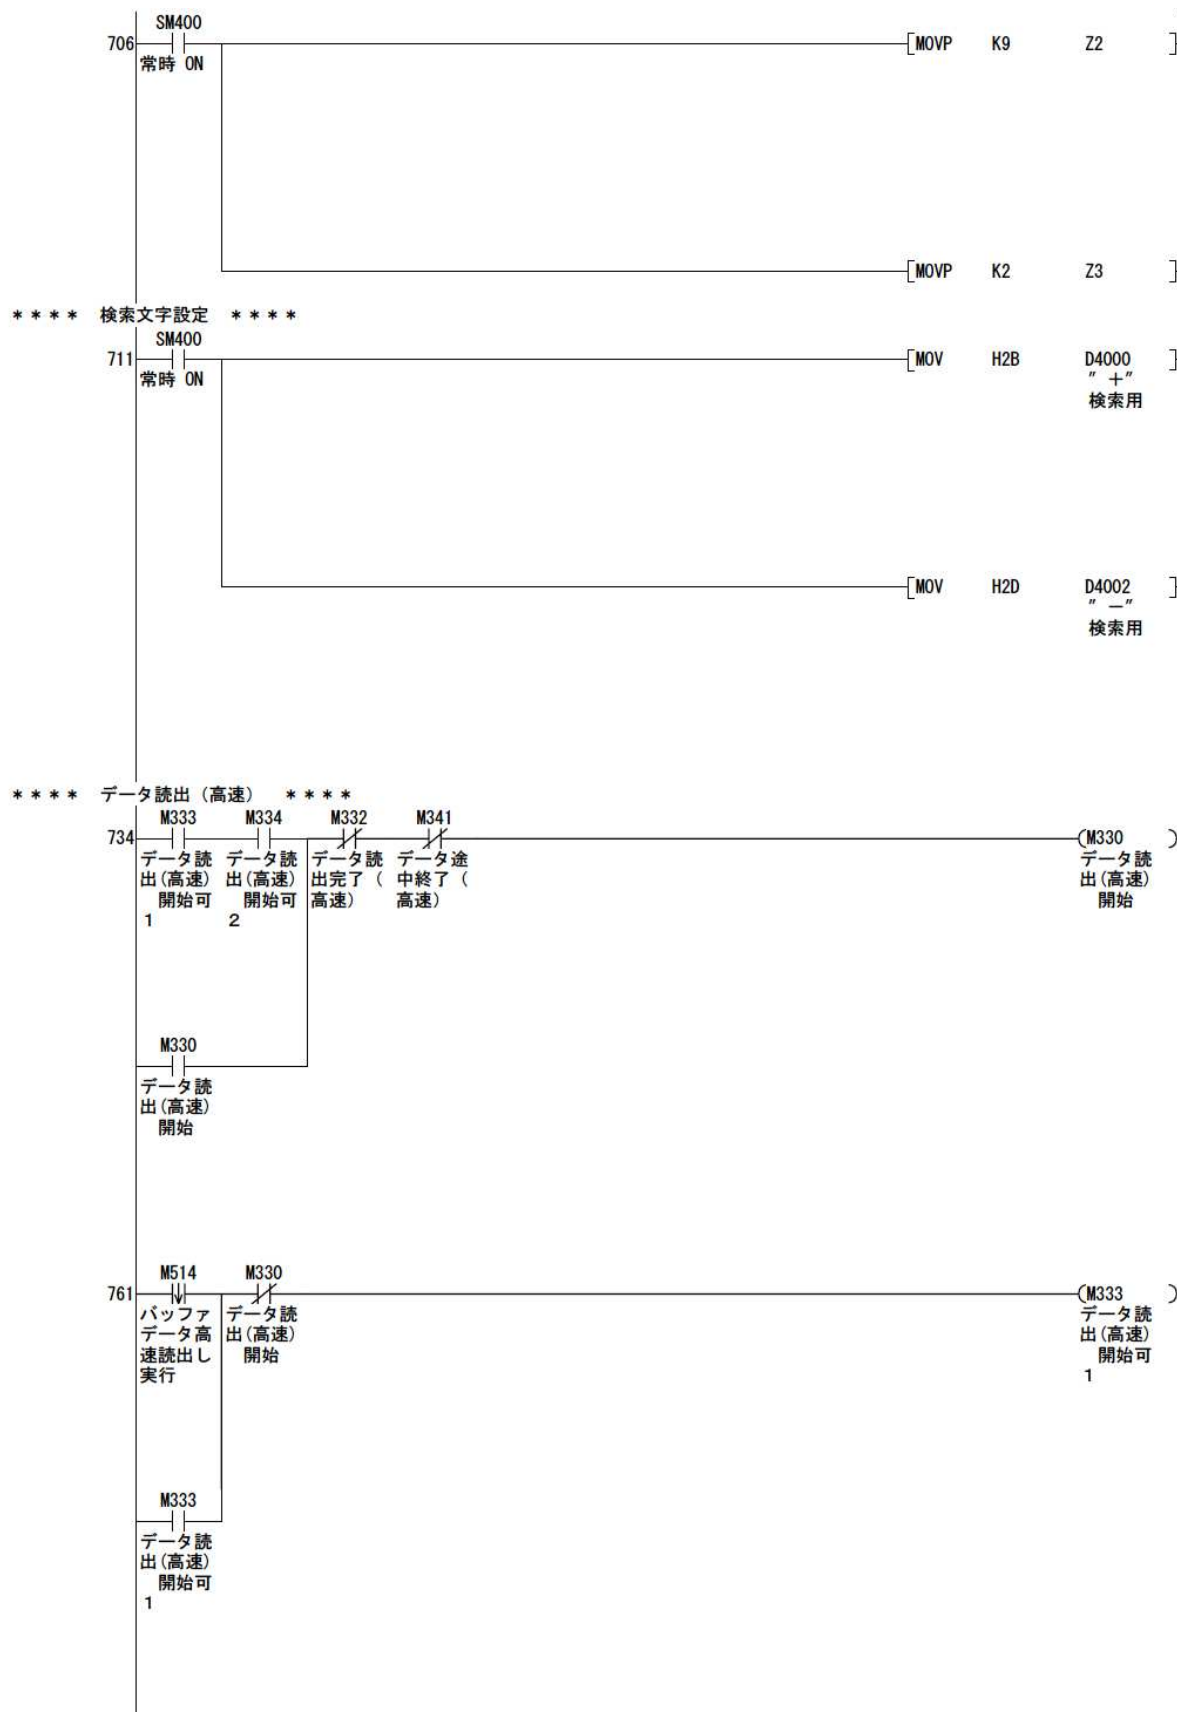 SM400
706 [MOVP K9 Z2 ]
常時 ON
[MOVP K2 Z3 ]
＊＊＊＊ 検索文字設定 ＊＊＊＊
SM400
711 [MOV H2B D4000 ]
常時 ON
" ＋"
検索用
[MOV H2D D4002 ]
" －"
検索用
＊＊＊＊ データ読出（高速） ＊＊＊＊
M333 M334 M332 M341
734 (M330 )
データ読 データ読 データ読 データ途 データ読
出(高速) 出(高速) 出完了（ 中終了（ 出(高速)
開始可 開始可 高速） 高速） 開始
１ ２
M330
データ読
出(高速)
開始
M514 M330
761 (M333 )
バッファ データ読 データ読
データ高 出(高速) 出(高速)
速読出し 開始 開始可
実行 １
M333
データ読
出(高速)
開始可
１